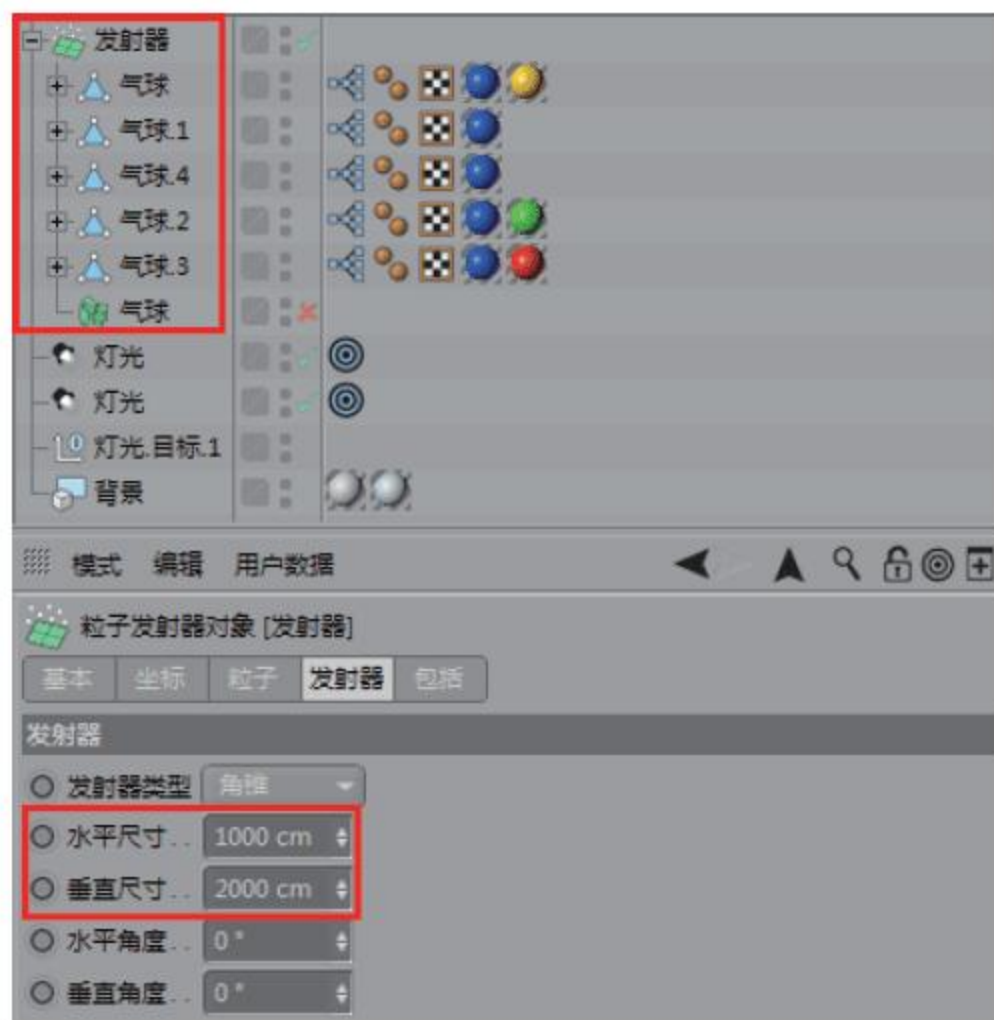 发射器
气球
气球.1
气球.4
气球.2
气球.3
气球
灯光
灯光
灯光.目标.1
背景
模式 编辑 用户数据
粒子发射器对象 [发射器]
基本 坐标 粒子 发射器 包括
发射器
发射器类型 角锥
水平尺寸 . . 1000 cm
垂直尺寸 . . 2000 cm
水平角度 . . 0 °
垂直角度 . . 0 °